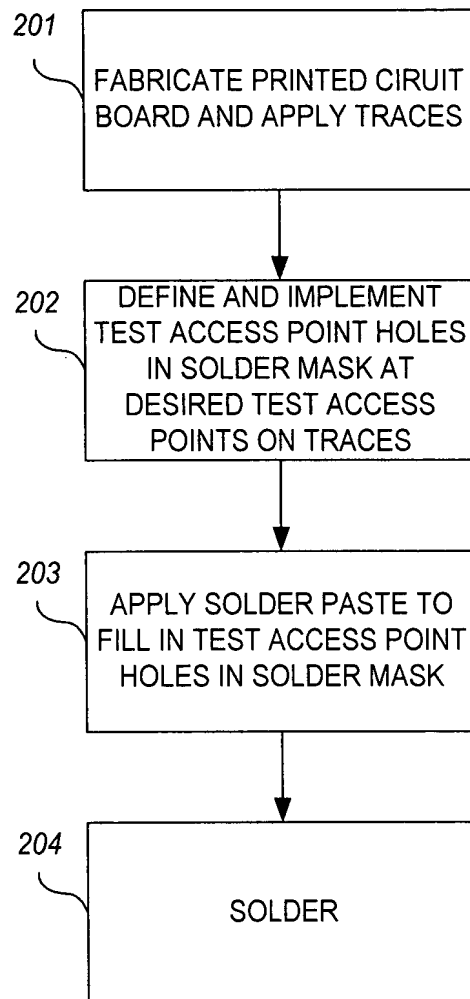 201
FABRICATE PRINTED CIRUIT
BOARD AND APPLY TRACES
202
DEFINE AND IMPLEMENT
TEST ACCESS POINT HOLES
IN SOLDER MASK AT
DESIRED TEST ACCESS
POINTS ON TRACES
203
APPLY SOLDER PASTE TO
FILL IN TEST ACCESS POINT
HOLES IN SOLDER MASK
204
SOLDER